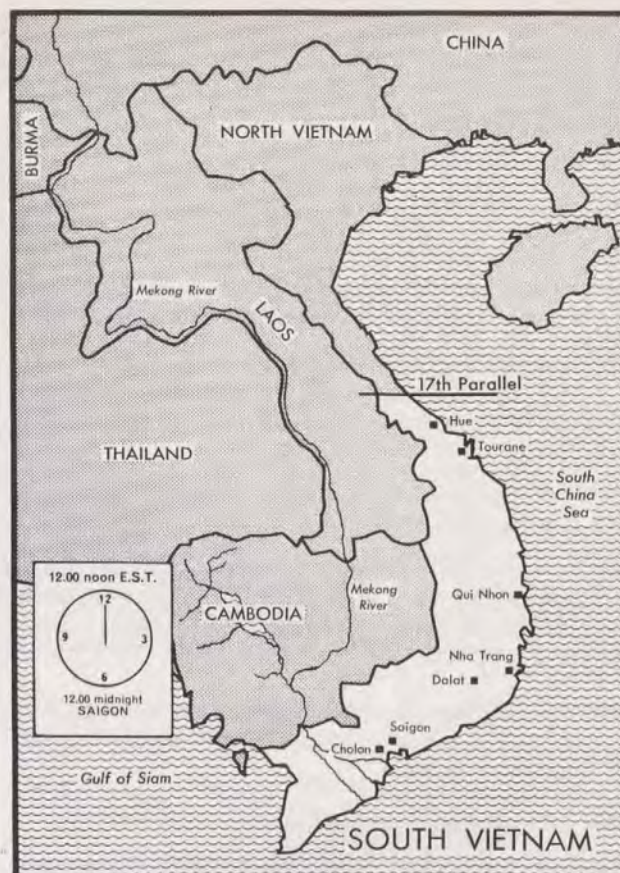 CHINA
BURMA
NORTH VIETNAM
Mekong River
LAOS
17th Parallel
Hue
Tourane
THAILAND
South
China
Sea
12.00 noon E.S.T.
12
9
3
6
12.00 midnight
SAIGON
CAMBODIA
Mekong
River
Qui Nhon
Nha Trang
Dalat
Saigon
Cholon
Gulf of Siam
SOUTH VIETNAM